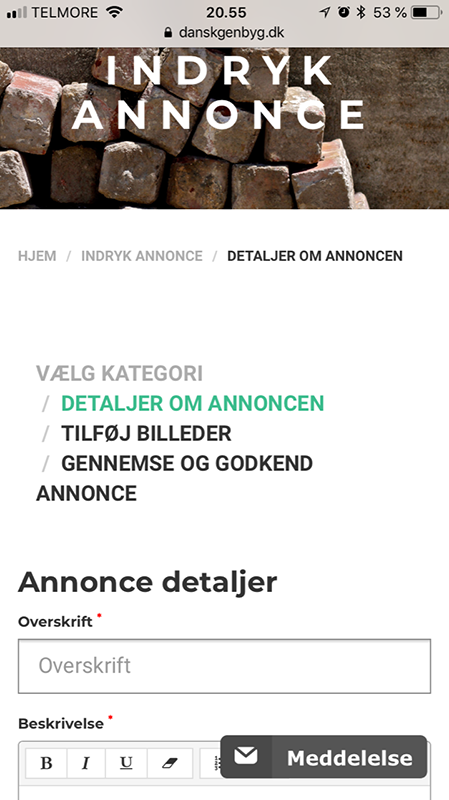 TELMORE 20.55 53 %
danskgenbyg.dk
INDRYK
ANNONCE
HJEM / INDRYK ANNONCE / DETALJER OM ANNONCEN
VÆLG KATEGORI
/ DETALJER OM ANNONCEN
/ TILFØJ BILLEDER
/ GENNEMSE OG GODKEND
ANNONCE
Annonce detaljer
Overskrift *
Overskrift
Beskrivelse *
B I U
Meddelelse